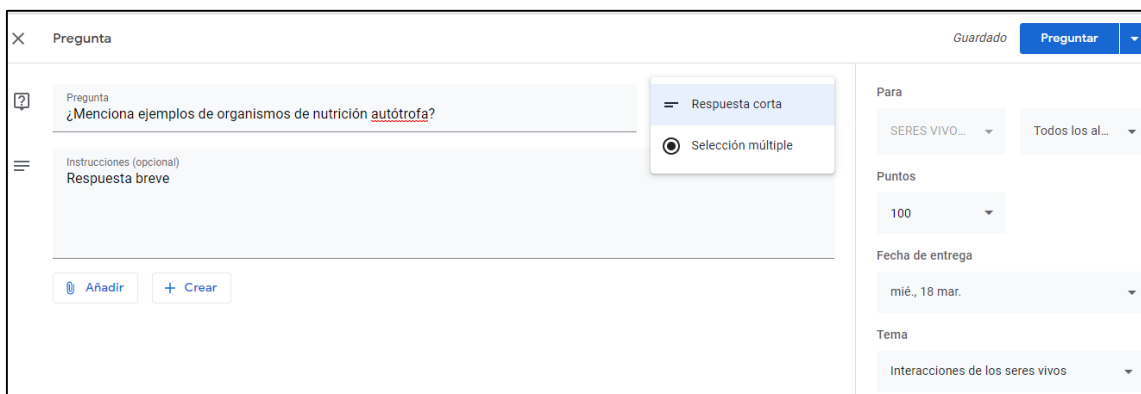 Pregunta
Guardado
Preguntar
Pregunta
¿Menciona ejemplos de organismos de nutrición autótrofa?
Respuesta corta
Selección múltiple
Instrucciones (opcional)
Respuesta breve
Añadir
Crear
Para
SERES VIVO...
Todos los al...
Puntos
100
Fecha de entrega
mié., 18 mar.
Tema
Interacciones de los seres vivos